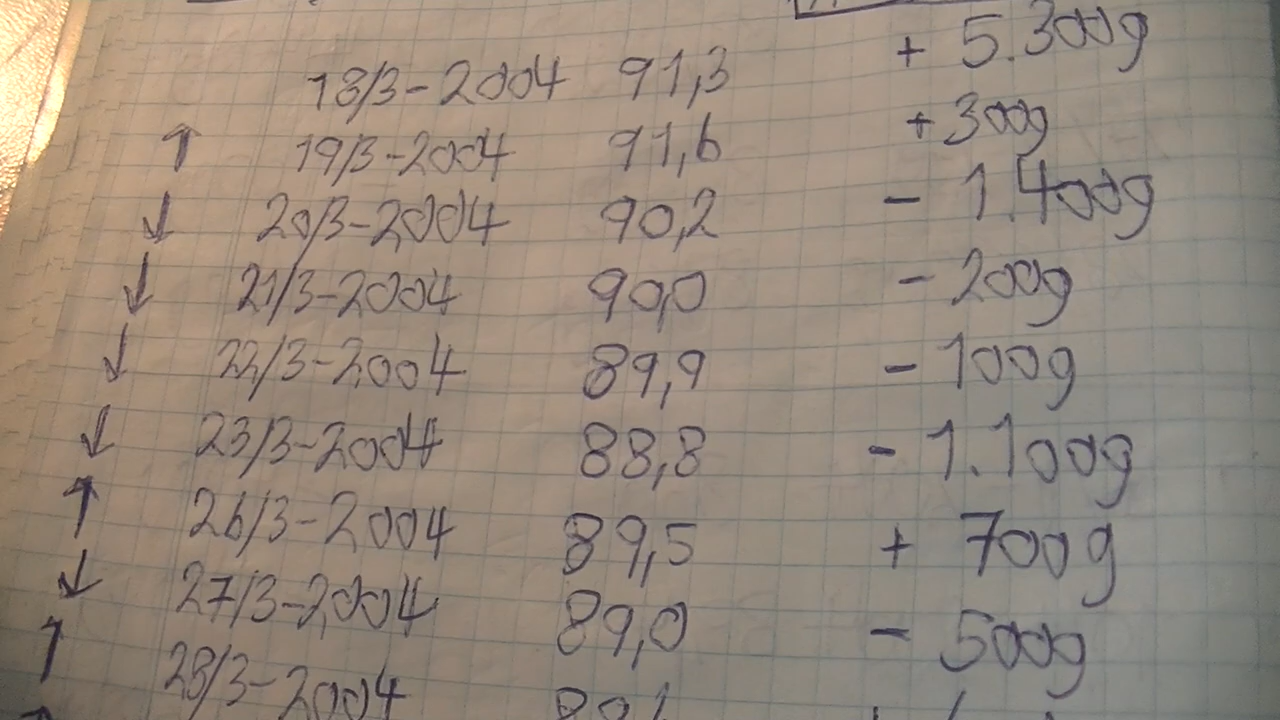 18/3-2004 91,3 + 5.300g
↑ 19/3-2004 91,6 +300g
↓ 20/3-2004 90,2 - 1.400g
↓ 21/3-2004 90,0 - 200g
↓ 22/3-2004 89,9 - 100g
↓ 23/3-2004 88,8 - 1.100g
↑ 26/3-2004 89,5 + 700g
↓ 27/3-2004 89,0 - 500g
↑ 28/3-2004